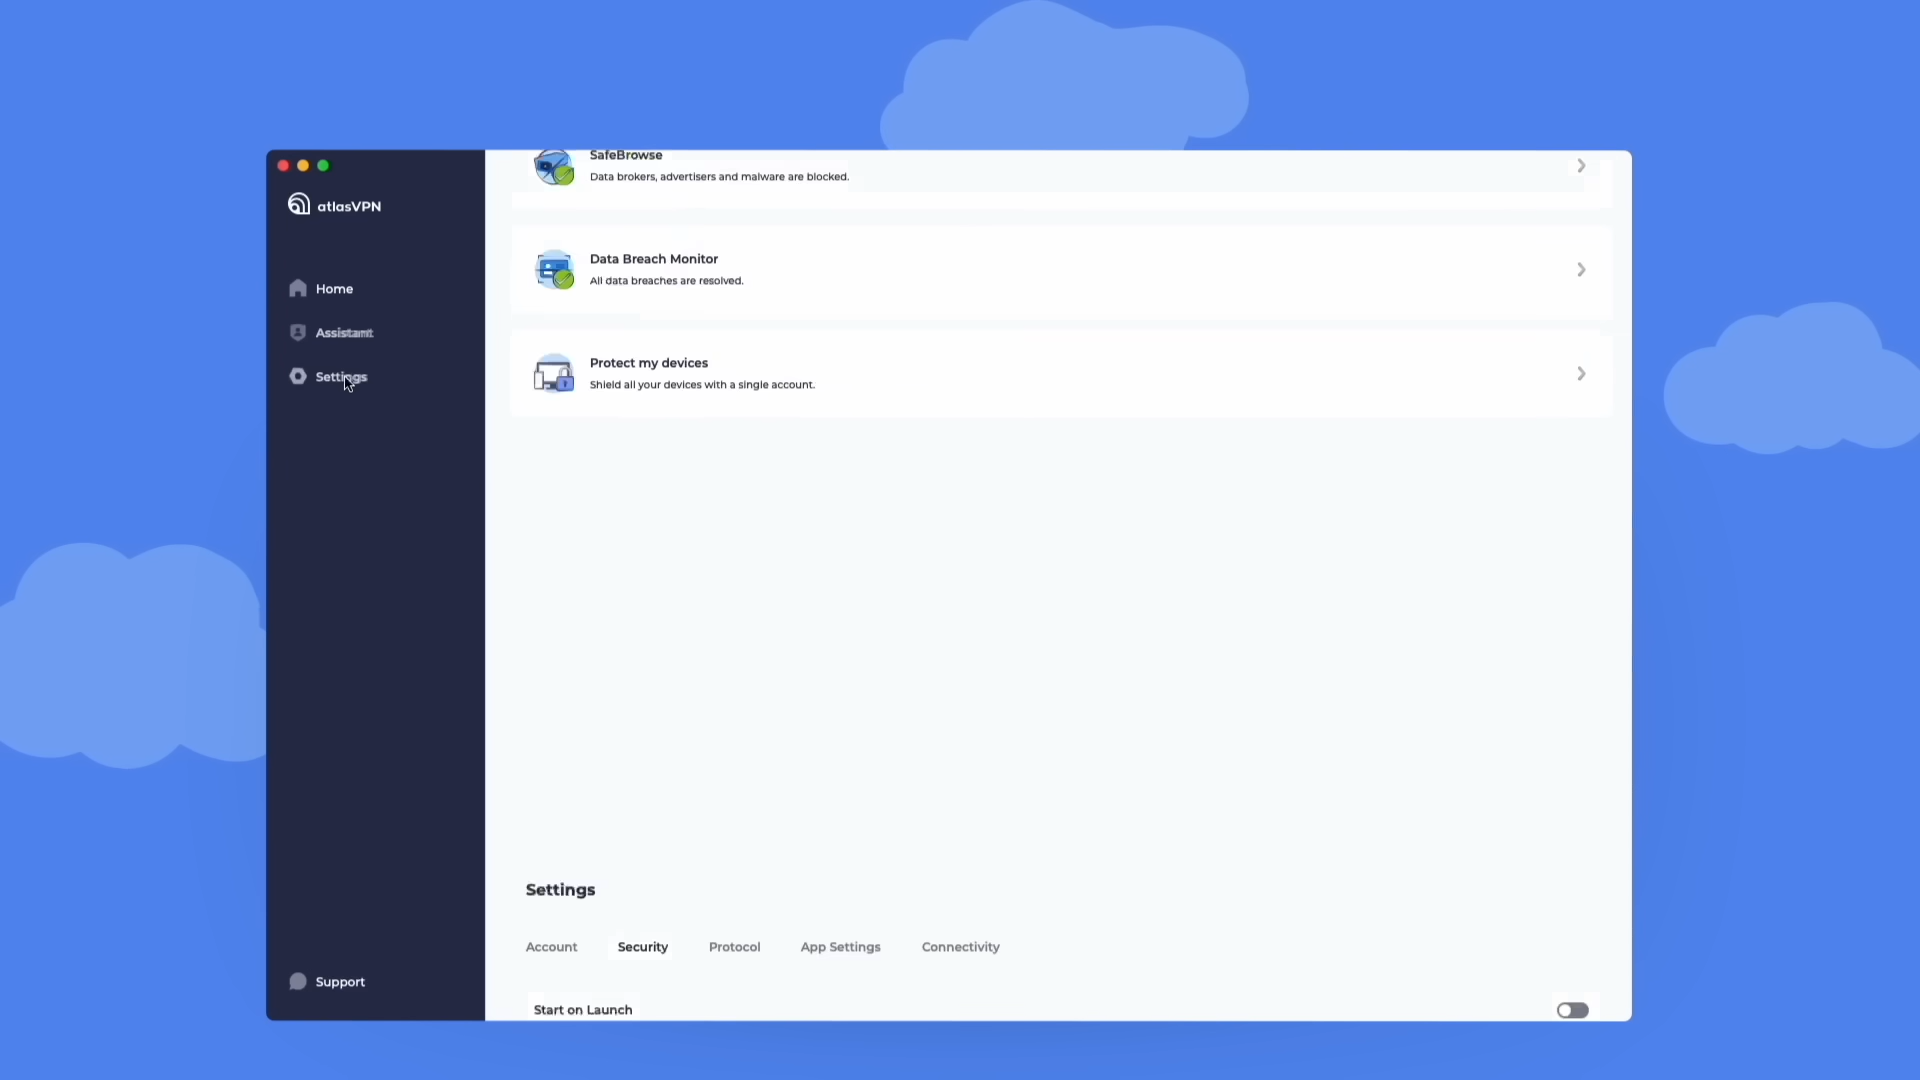 atlasVPN
Home
Assistant
Settings
Support
SafeBrowse
Data brokers, advertisers and malware are blocked.
Data Breach Monitor
All data breaches are resolved.
Protect my devices
Shield all your devices with a single account.
Settings
Account Security Protocol App Settings Connectivity
Start on Launch